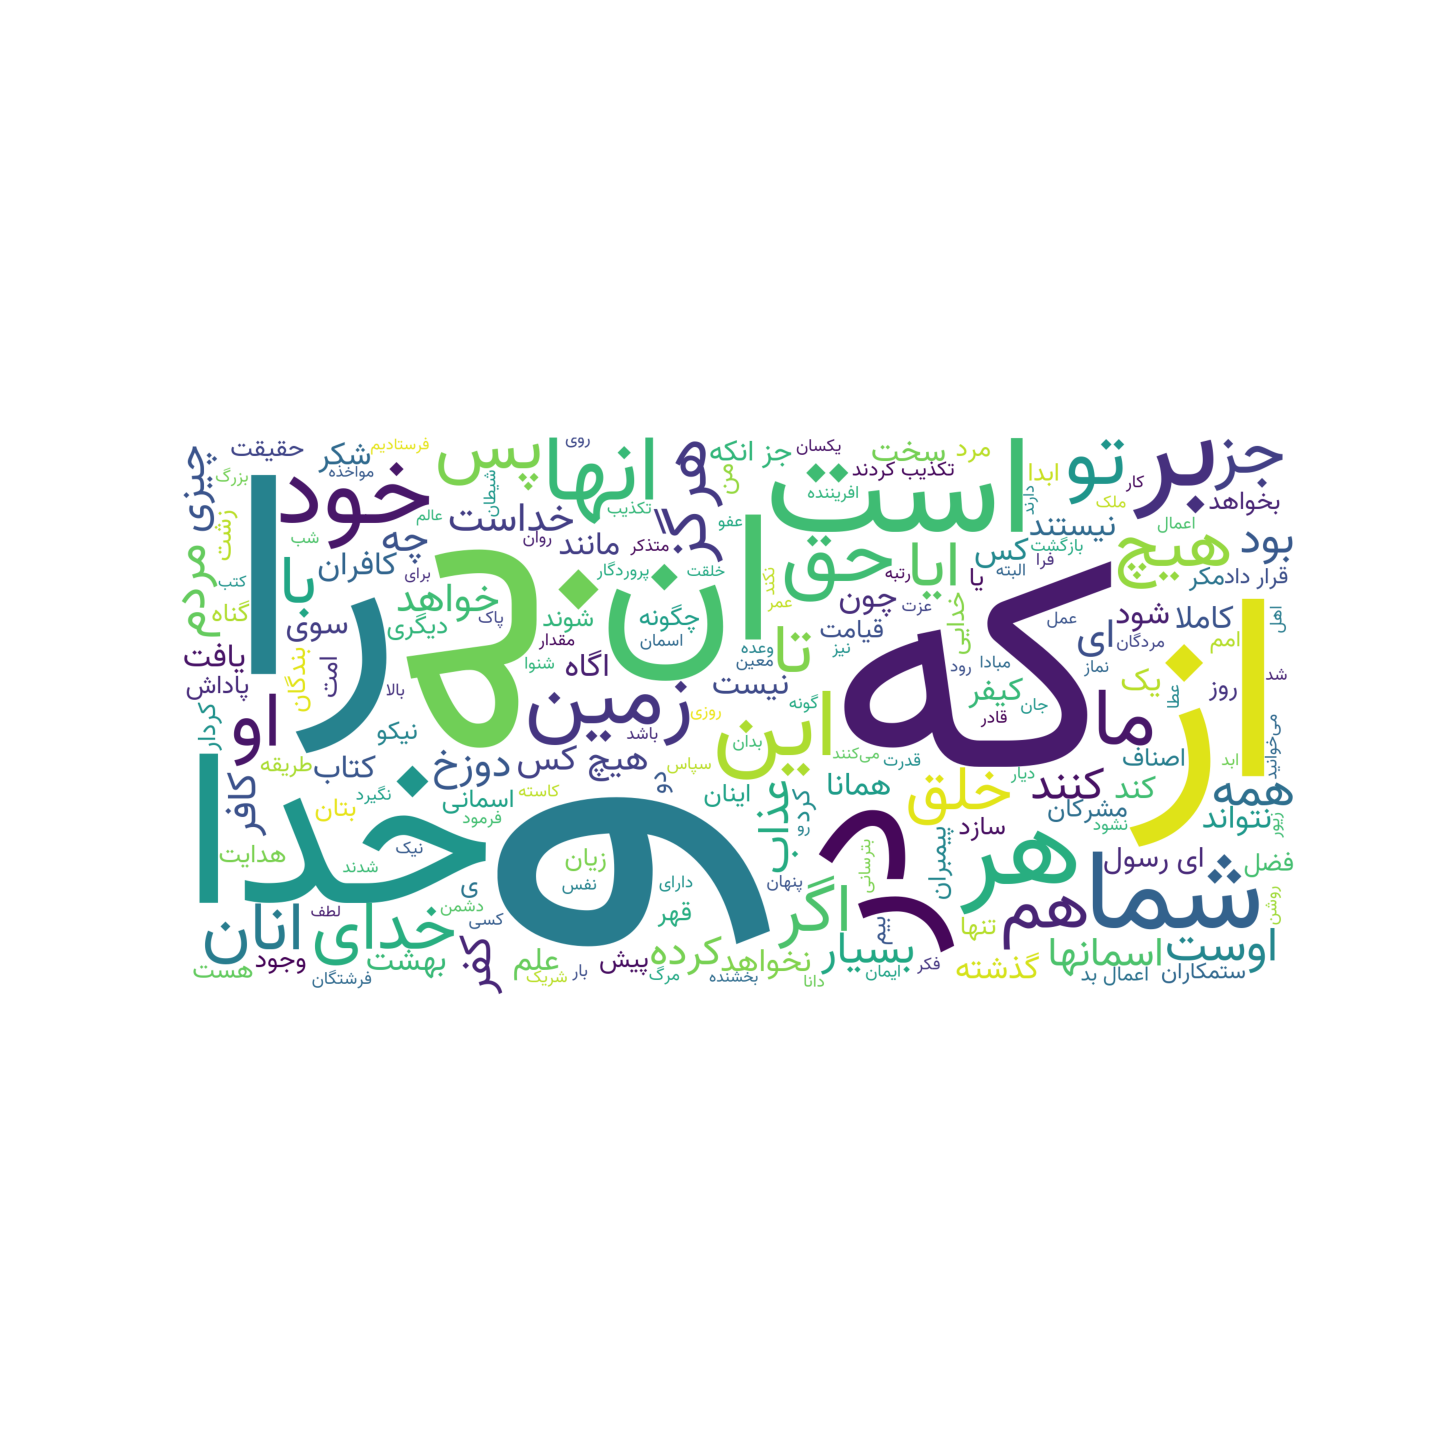 که
از
را
و
خدا
به
ان
در
است
شما
هر
خود
بر
این
زمین
حق
انها
هیچ
پس
تو
جز
هر گز
هم
ما
او
انان
خدای
اگر
خلق
تا
با
ایا
اوست
اسمانها
همه
بود
خداست
خواهد
چه
مردم
چیزی
کافر
کفر
عذاب
بسیار
کرده
نخواهد
علم
بهشت
دوزخ
کتاب
هیچ کس
نیست
اگاه
شوند
چگونه
مانند
کافران
سوی
یافت
پاداش
گناه
زشت
حقیقت
شکر
فرستادیم
مواخذه
بزرگ
شب
عالم
شیطان
روی
تکذیب
روان
متذکر
عفو
من
جز انکه
یکسان
سخت
مرد
تکذیب کردند
افریننده
ابدا
دارند
ملک
کار
بخواهد
نیستند
اعمال
بازگشت
کس
البته
فرا
یا
رتبه
چون
عزت
قیامت
نیز
خدایی
رود
مبادا
عمل
ای
شود
کاملا
مردگان
نماز
امم
اهل
قرار داد
مکر
شد
روز
یک
عطا
کیفر
جان
قادر
اصناف
دیار
قدرت
می‌کنند
همانا
کنند
کند
مشرکان
نشود
نتواند
زیور
ابد
می‌خوانید
سازد
پیمبران
بترسانی
ای رسول
فضل
روشن
تنها
گذشته
ستمکاران
اعمال بد
فکر
بیم
ایمان
دانا
بخشنده
مرگ
پیش
بار
شریک
قهر
دارای
پنهان
زیان
نفس
کسی
ی
دشمن
لطف
وجود
هست
فرشتگان
شدند
نیک
هدایت
بتان
نگیرد
طریقه
اسمانی
فرمود
کاسته
دو
سپاس
اینان
کرد
بدان
گونه
روزی
باشد
نیکو
بالا
امت
بندگان
کردار
دیگری
شنوا
پاک
مقدار
برای
کتب
پروردگار
خلقت
اسمان
وعده
معین
عمر
نکند